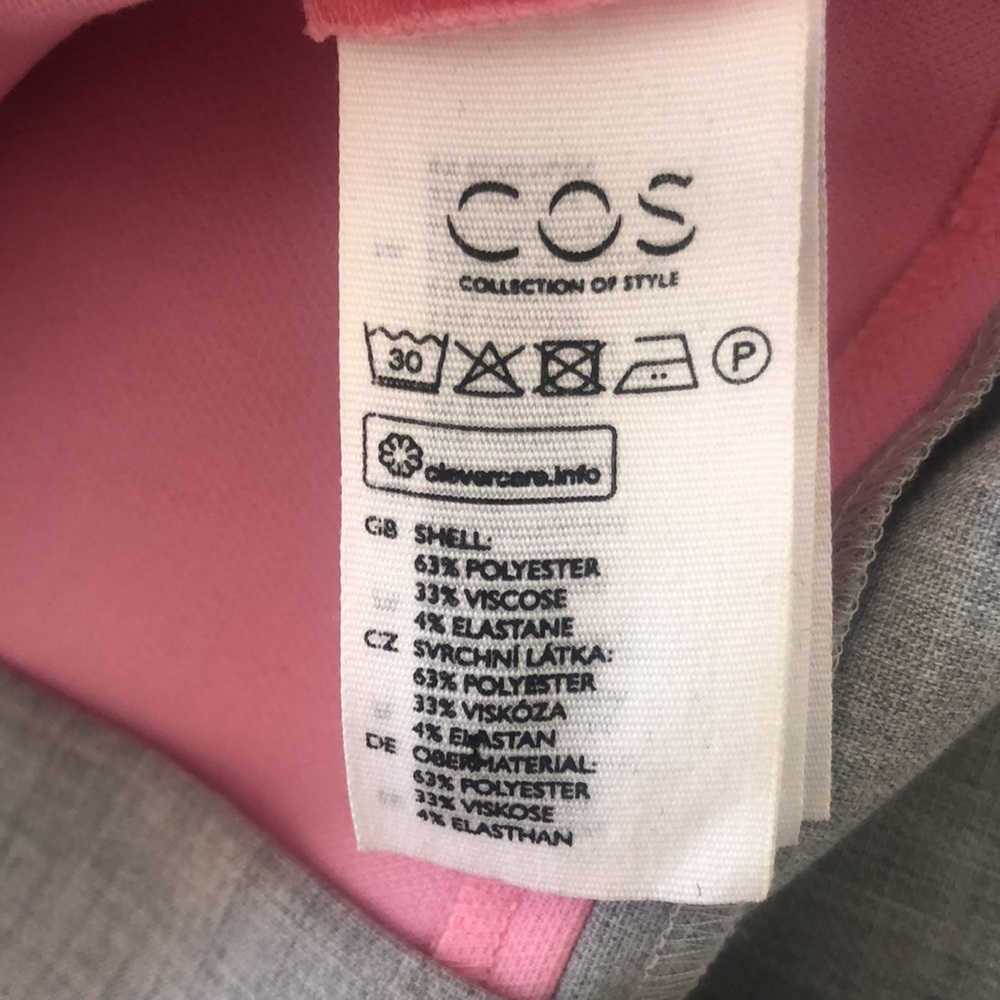 COS
COLLECTION OF STYLE
30 P
clevercare.info
GB SHELL:
63% POLYESTER
33% VISCOSE
4% ELASTANE
CZ SVRCHNÍ LÁTKA:
63% POLYESTER
33% VISKÓZA
4% ELASTAN
DE OBERMATERIAL:
63% POLYESTER
33% VISKOSE
4% ELASTHAN